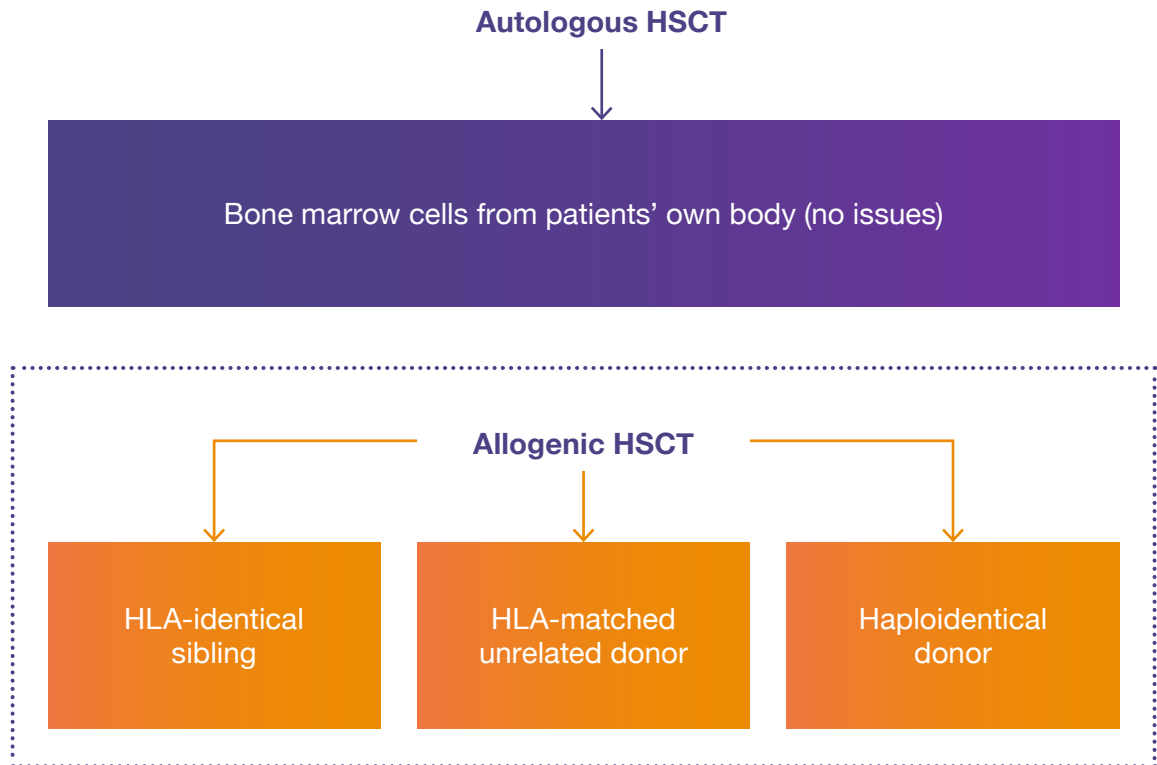 Autologous HSCT
Bone marrow cells from patients’ own body (no issues)
Allogenic HSCT
HLA-identical
sibling
HLA-matched
unrelated donor
Haploidentical
donor